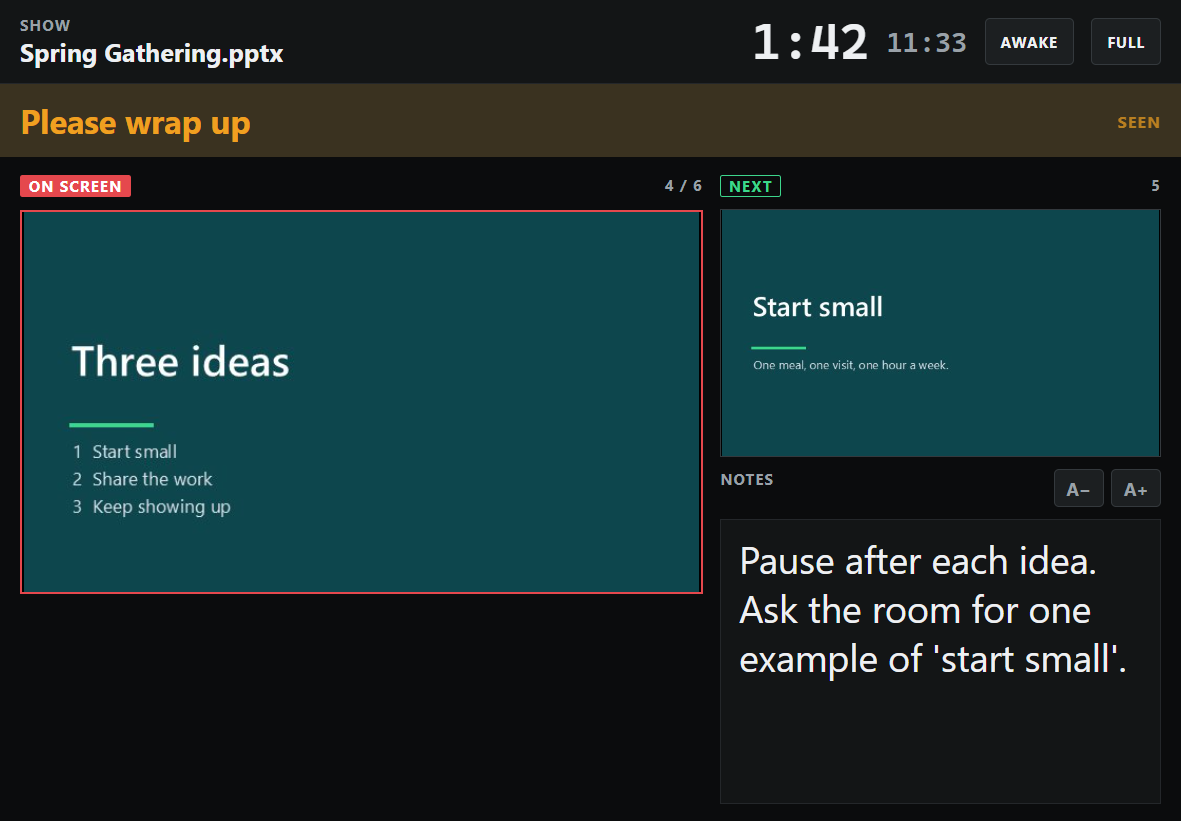 SHOW
Spring Gathering.pptx
1:42
11:33
AWAKE
FULL
Please wrap up
SEEN
ON SCREEN
4 / 6
Three ideas
1 Start small
2 Share the work
3 Keep showing up
NEXT
5
Start small
One meal, one visit, one hour a week.
NOTES
A−
A+
Pause after each idea.
Ask the room for one
example of 'start small'.